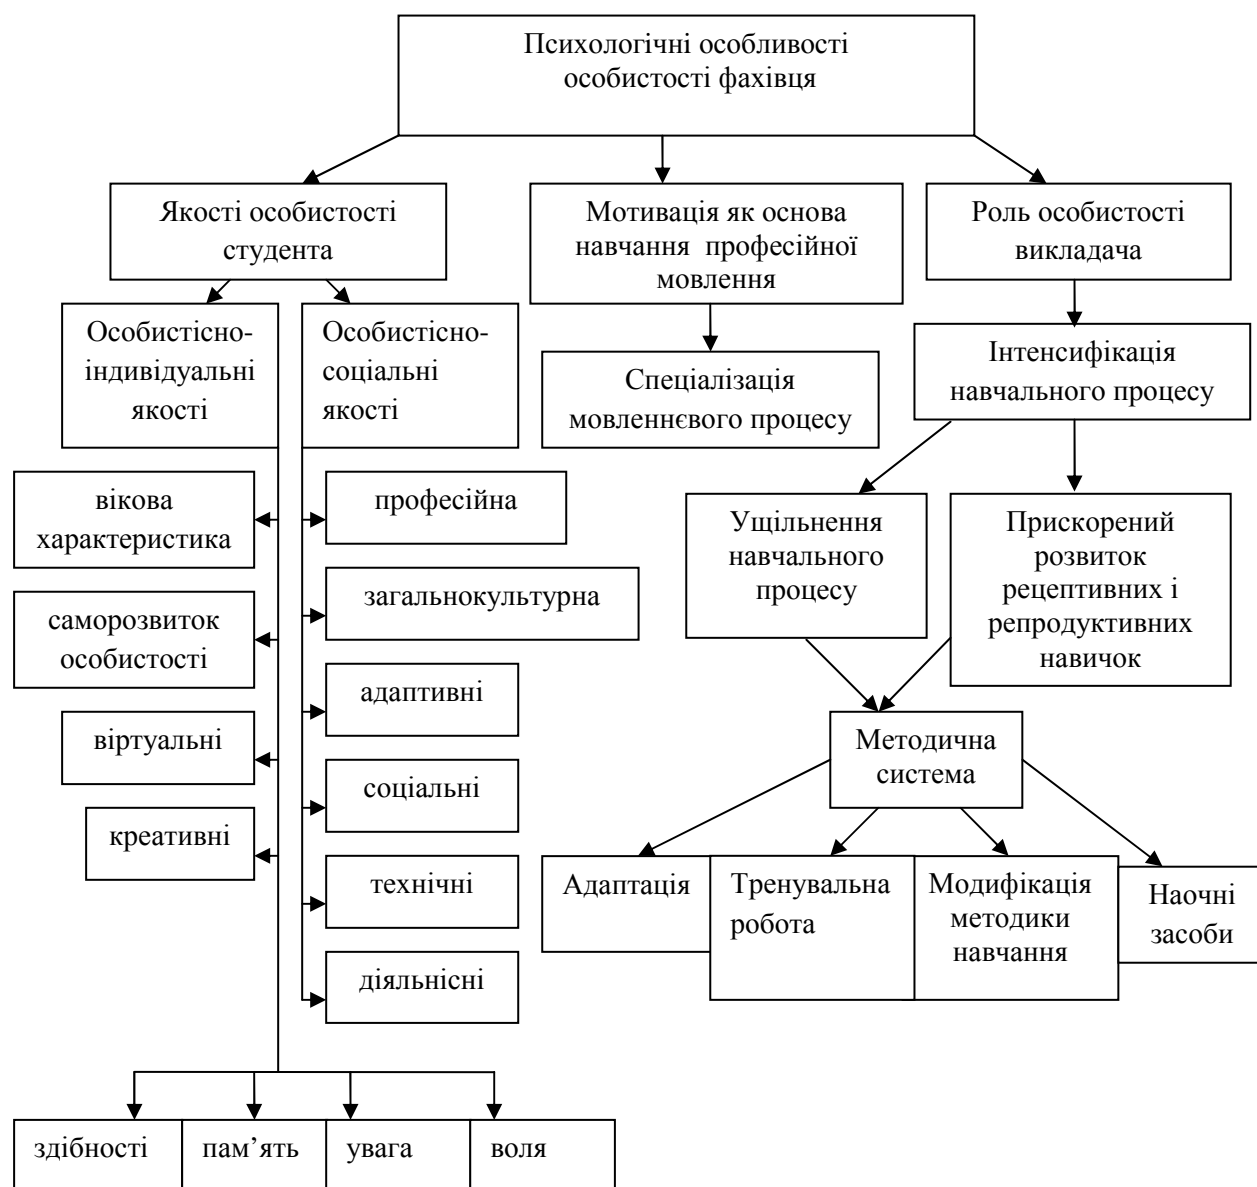 Психологічні особливості
особистості фахівця
Якості особистості
студента
Мотивація як основа
навчання професійної
мовлення
Роль особистості
викладача
Особистісно-
індивідуальні
якості
Особистісно-
соціальні
якості
Спеціалізація
мовленнєвого процесу
Інтенсифікація
навчального процесу
вікова
характеристика
саморозвиток
особистості
віртуальні
креативні
професійна
загальнокультурна
адаптивні
соціальні
технічні
діяльнісні
Ущільнення
навчального
процесу
Прискорений
розвиток
рецептивних і
репродуктивних
навичок
Методична
система
Адаптація
Тренувальна
робота
Модифікація
методики
навчання
Наочні
засоби
здібності
пам’ять
увага
воля